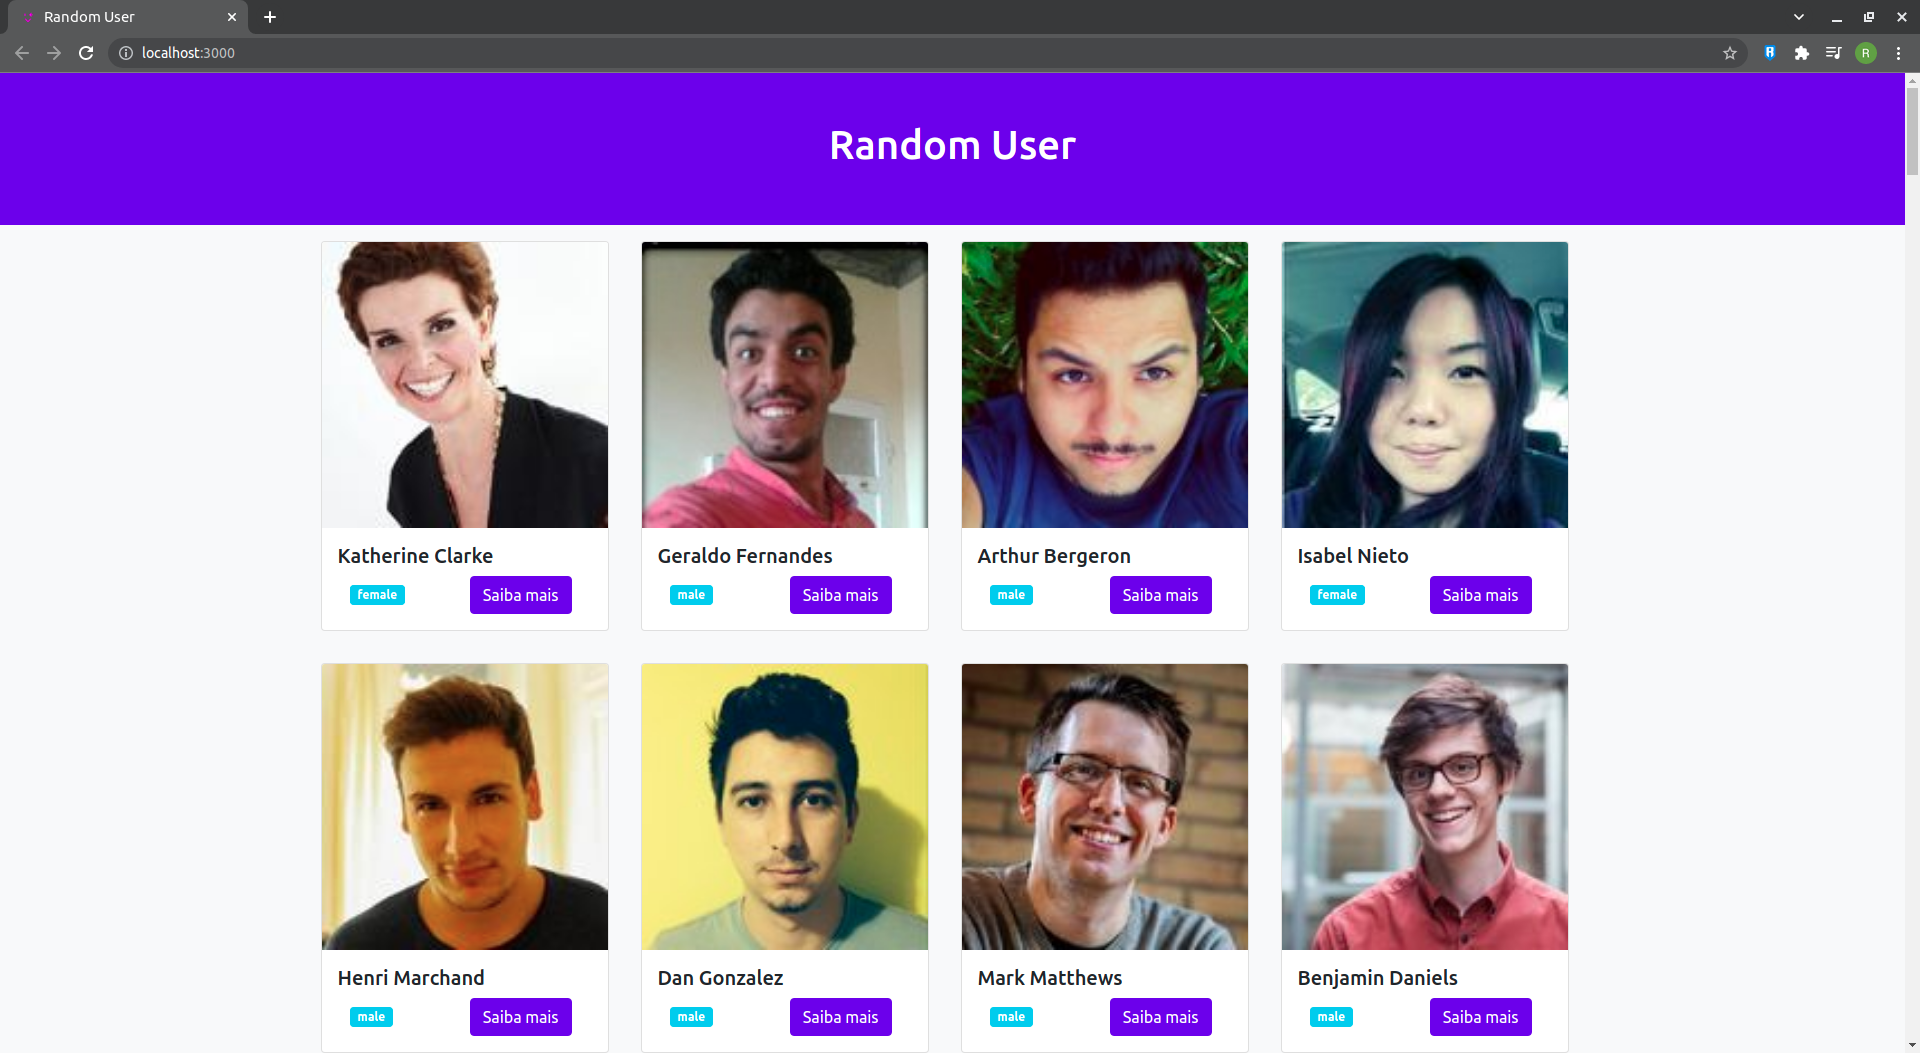 Random User
localhost:3000
R
Random User
Katherine Clarke
female
Saiba mais
Geraldo Fernandes
male
Saiba mais
Arthur Bergeron
male
Saiba mais
Isabel Nieto
female
Saiba mais
Henri Marchand
male
Saiba mais
Dan Gonzalez
male
Saiba mais
Mark Matthews
male
Saiba mais
Benjamin Daniels
male
Saiba mais